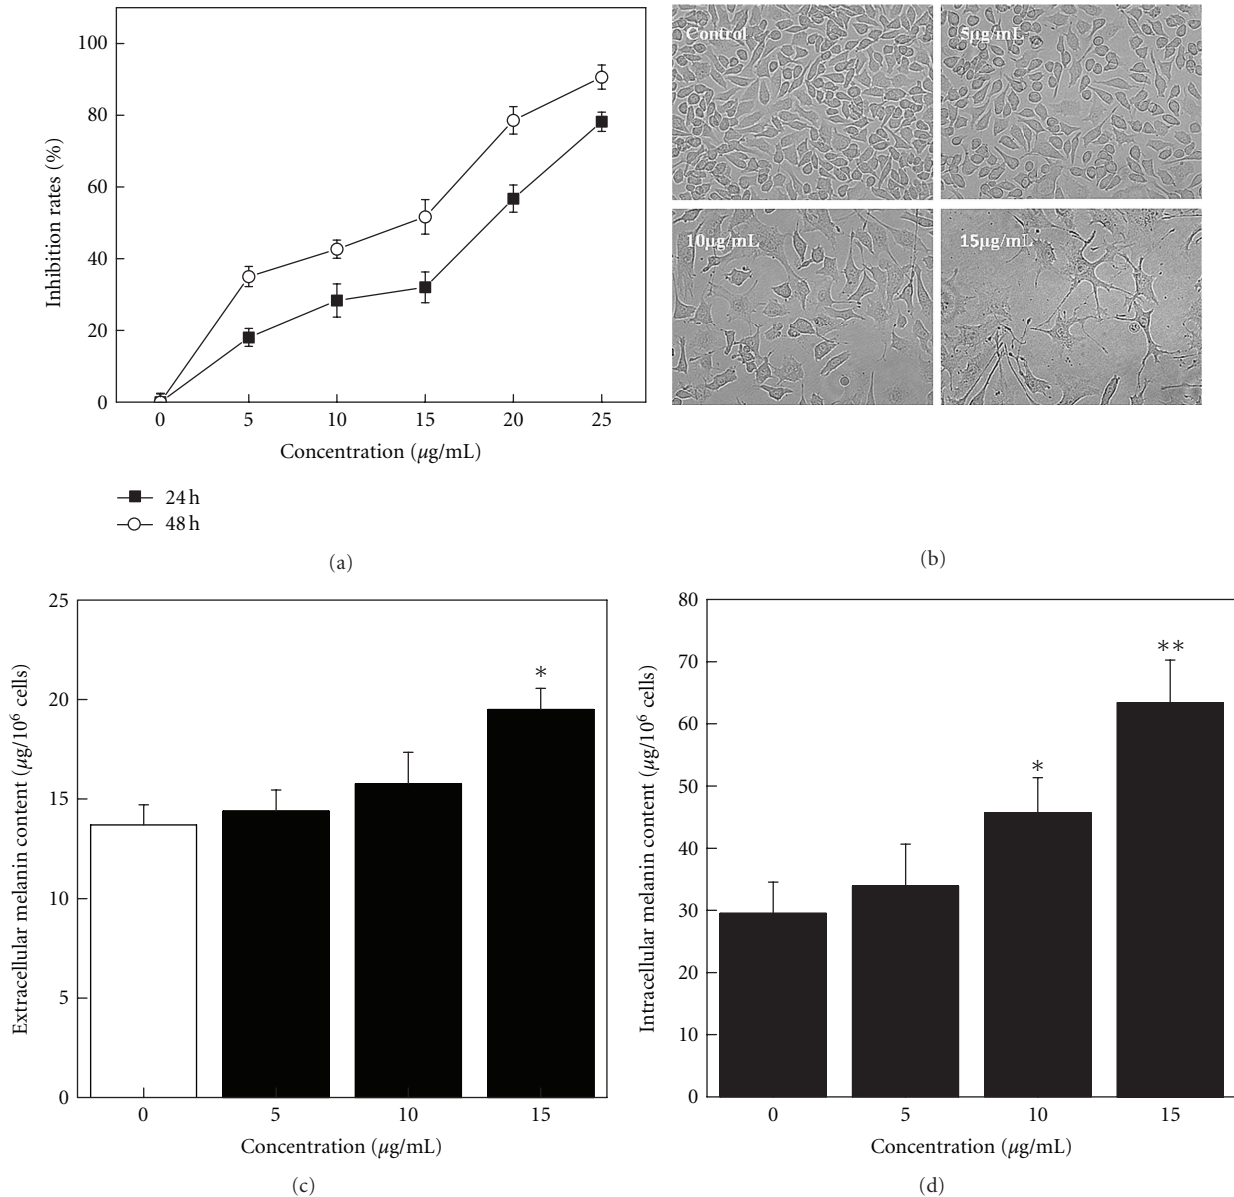 100
80
60
40
20
0
Inhibition rates (%)
0 5 10 15 20 25
Concentration (μg/mL)
24 h
48 h
(a)
Control
5μg/mL
10μg/mL
15μg/mL
(b)
25
20
15
10
5
0
Extracellular melanin content (μg/10⁶ cells)
*
0 5 10 15
Concentration (μg/mL)
(c)
80
70
60
50
40
30
20
10
0
Intracellular melanin content (μg/10⁶ cells)
**
*
0 5 10 15
Concentration (μg/mL)
(d)